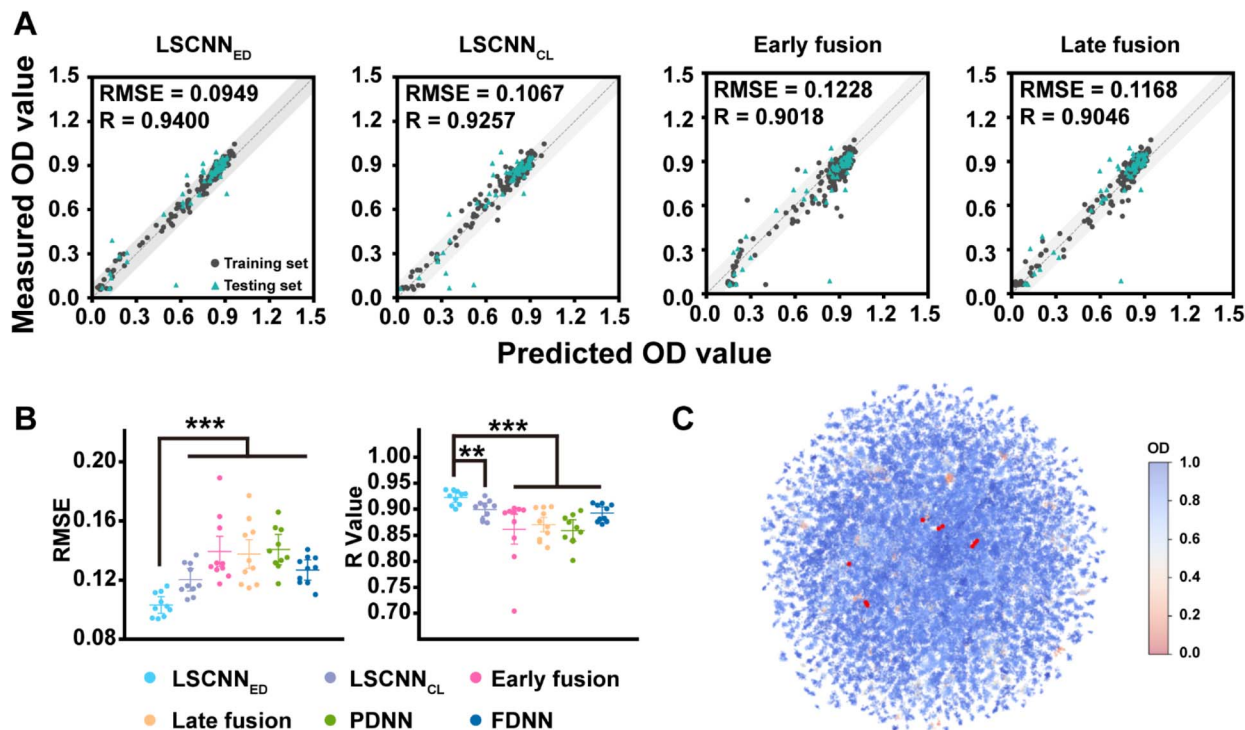 A
LSCNN_ED
LSCNN_CL
Early fusion
Late fusion
Measured OD value
1.5
1.2
0.9
0.6
0.3
0.0
RMSE = 0.0949
R = 0.9400
Training set
Testing set
0.0 0.3 0.6 0.9 1.2 1.5
1.5
1.2
0.9
0.6
0.3
0.0
RMSE = 0.1067
R = 0.9257
0.0 0.3 0.6 0.9 1.2 1.5
1.5
1.2
0.9
0.6
0.3
0.0
RMSE = 0.1228
R = 0.9018
0.0 0.3 0.6 0.9 1.2 1.5
1.5
1.2
0.9
0.6
0.3
0.0
RMSE = 0.1168
R = 0.9046
0.0 0.3 0.6 0.9 1.2 1.5
Predicted OD value
B
RMSE
0.20
0.16
0.12
0.08
***
R Value
1.00
0.95
0.90
0.85
0.80
0.75
0.70
***
**
LSCNN_ED
LSCNN_CL
Early fusion
Late fusion
PDNN
FDNN
C
OD
1.0
0.8
0.6
0.4
0.2
0.0